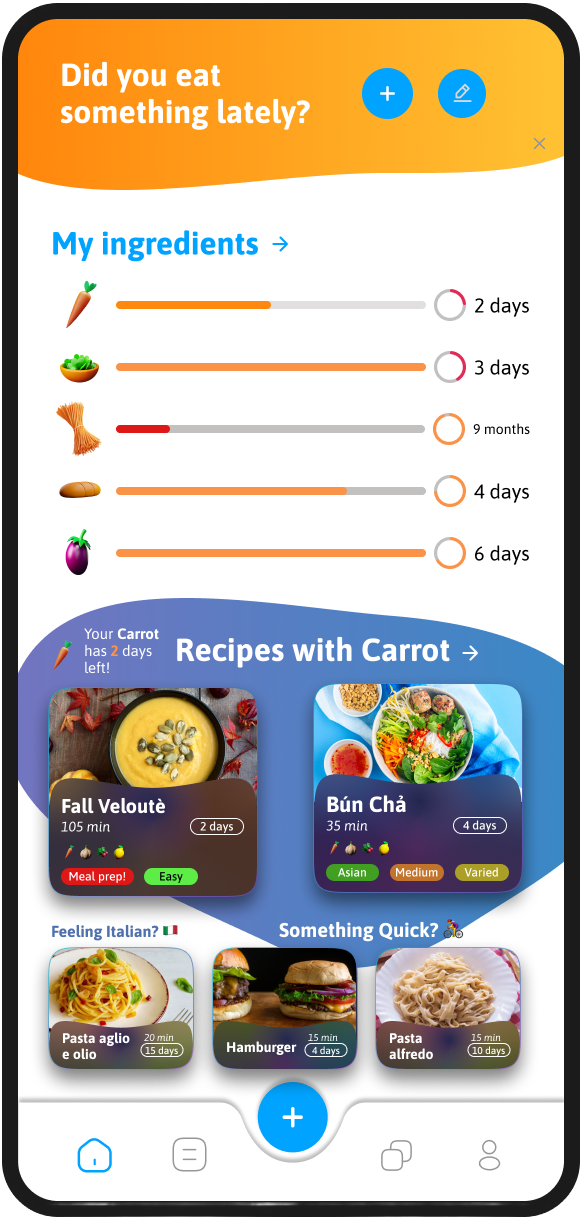 Did you eat
something lately?
My ingredients
2 days
3 days
9 months
4 days
6 days
Your Carrot
has 2 days
left!
Recipes with Carrot
Fall Veloutè
105 min
2 days
Meal prep!
Easy
Bún Chả
35 min
4 days
Asian
Medium
Varied
Feeling Italian?
Something Quick?
Pasta aglio
e olio
20 min
15 days
Hamburger
15 min
4 days
Pasta
alfredo
15 min
10 days